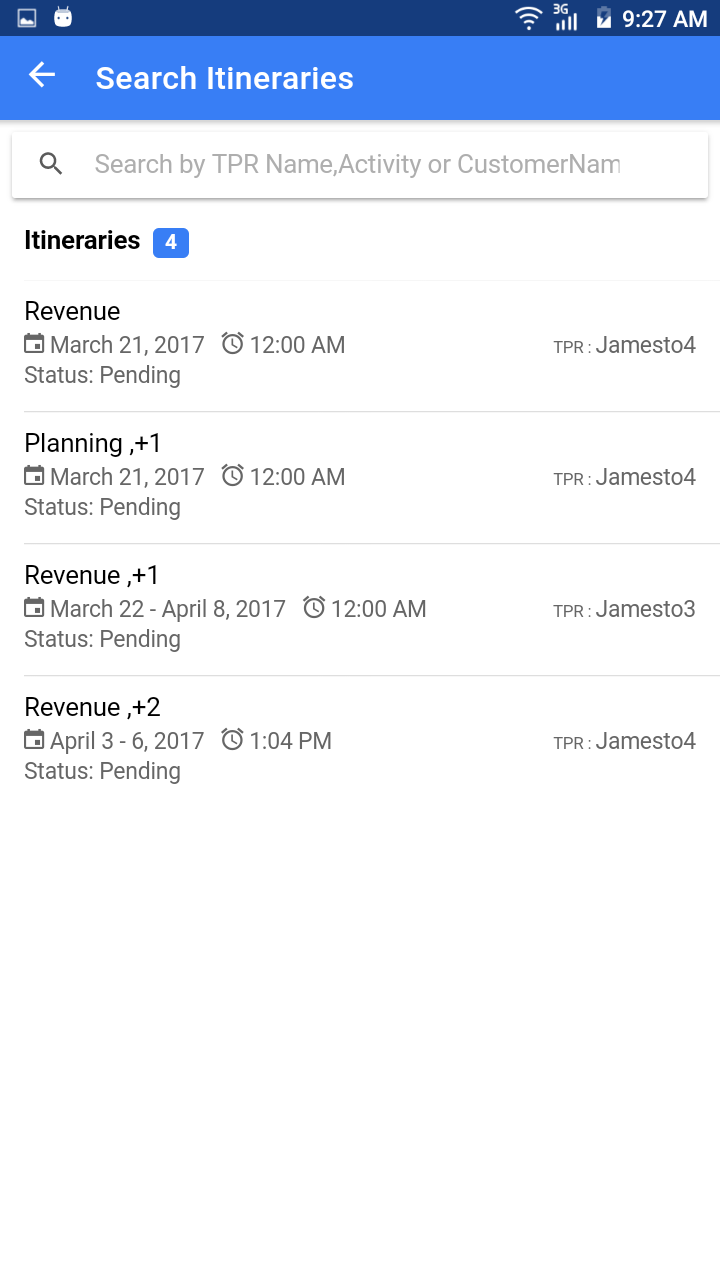 3G 9:27 AM
Search Itineraries
Search by TPR Name,Activity or CustomerNam
Itineraries 4
Revenue
March 21, 2017 12:00 AM TPR : Jamesto4
Status: Pending
Planning ,+1
March 21, 2017 12:00 AM TPR : Jamesto4
Status: Pending
Revenue ,+1
March 22 - April 8, 2017 12:00 AM TPR : Jamesto3
Status: Pending
Revenue ,+2
April 3 - 6, 2017 1:04 PM TPR : Jamesto4
Status: Pending